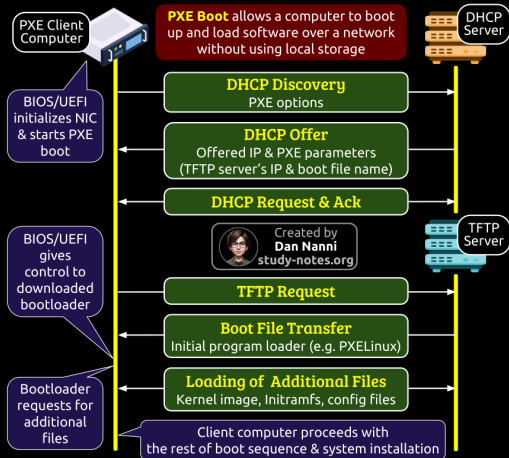 PXE Client
Computer
PXE Boot allows a computer to boot
up and load software over a network
without using local storage
DHCP
Server
BIOS/UEFI
initializes NIC
& starts PXE
boot
DHCP Discovery
PXE options
DHCP Offer
Offered IP & PXE parameters
(TFTP server's IP & boot file name)
DHCP Request & Ack
Created by
Dan Nanni
study-notes.org
TFTP
Server
BIOS/UEFI
gives
control to
downloaded
bootloader
TFTP Request
Boot File Transfer
Initial program loader (e.g. PXELinux)
Loading of Additional Files
Kernel image, Initramfs, config files
Bootloader
requests for
additional
files
Client computer proceeds with
the rest of boot sequence & system installation